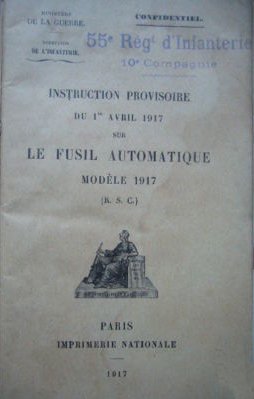 MINISTÈRE
DE LA GUERRE.
DIRECTION
DE L'INFANTERIE.
CONFIDENTIEL.
55e Régt d'Infanterie
10e Compagnie
INSTRUCTION PROVISOIRE
DU 1er AVRIL 1917
SUR
LE FUSIL AUTOMATIQUE
MODÈLE 1917
(R. S. C.)
PARIS
IMPRIMERIE NATIONALE
1917